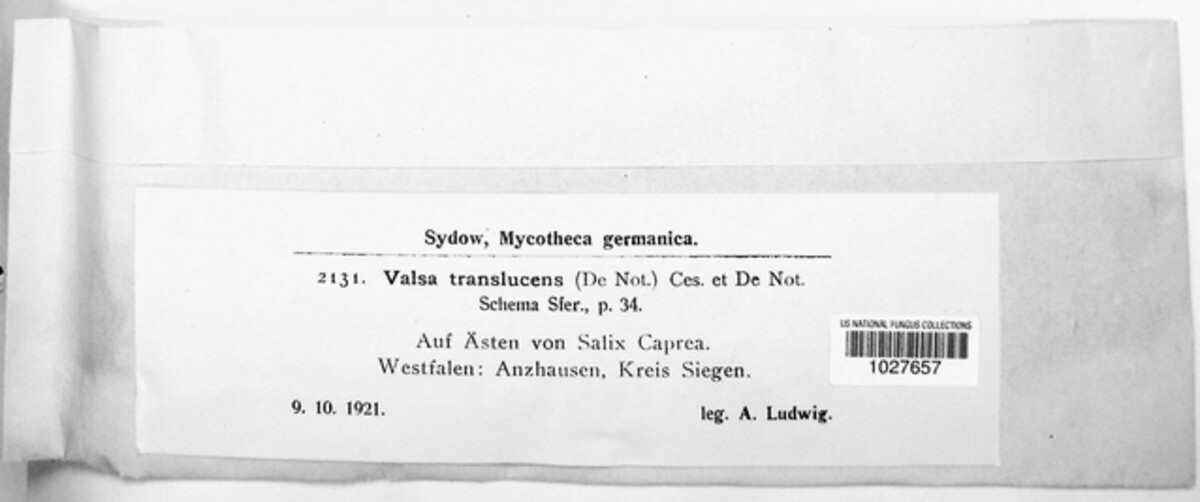 Sydow, Mycotheca germanica.
2131. Valsa translucens (De Not.) Ces. et De Not.
Schema Sfer., p. 34.
Auf Ästen von Salix Caprea.
Westfalen: Anzhausen, Kreis Siegen.
9. 10. 1921. leg. A. Ludwig.
US NATIONAL FUNGUS COLLECTIONS
1027657